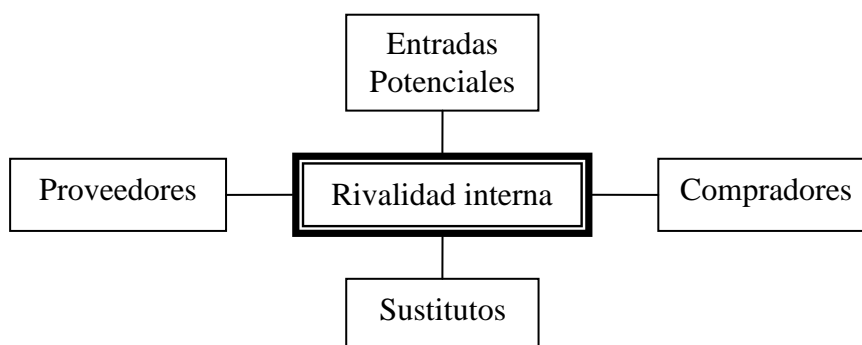 Entradas
Potenciales
Proveedores
Rivalidad interna
Compradores
Sustitutos